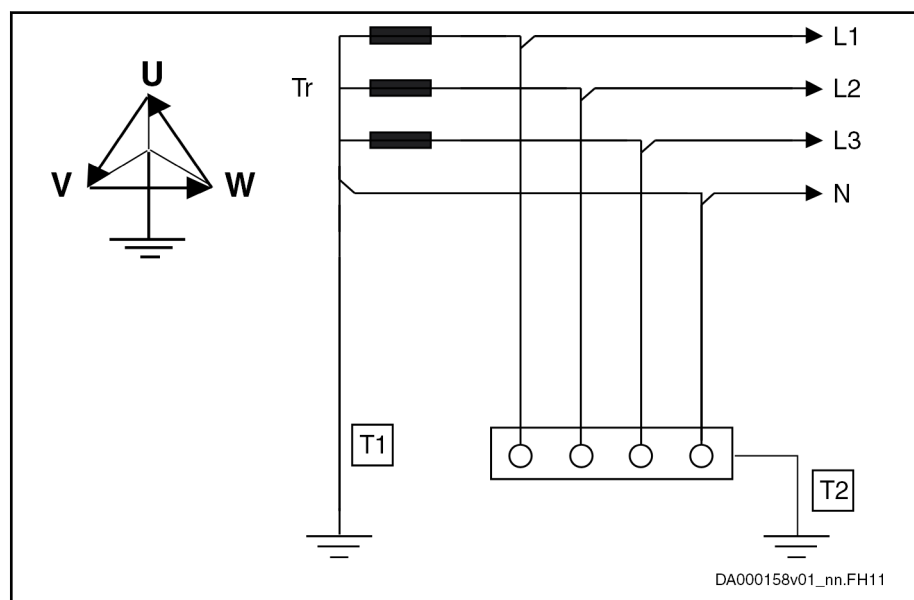 U
V W
Tr
L1
L2
L3
N
T1
T2
DA000158v01_nn.FH11